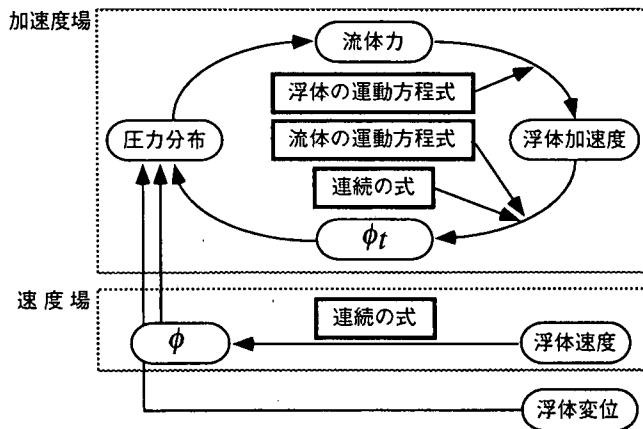 加速度場
流体力
浮体の運動方程式
圧力分布
流体の運動方程式
浮体加速度
連続の式
ϕt
速度場
連続の式
ϕ
浮体速度
浮体変位